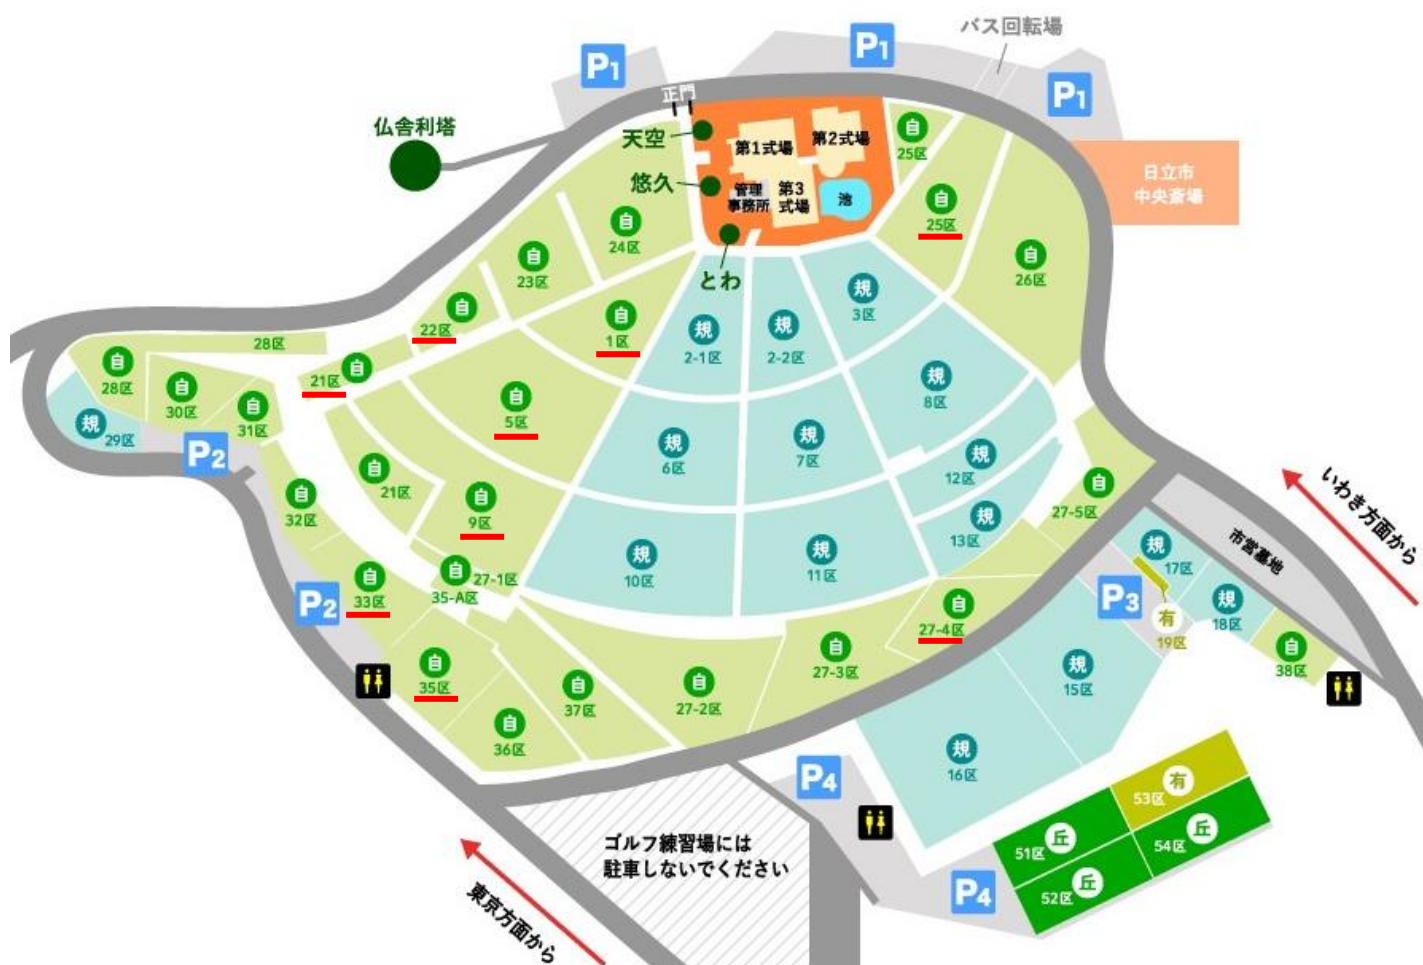 バス回転場
P1
P1
P1
正門
仏舎利塔
天空
第1式場
第2式場
自
25区
日立市
中央斎場
悠久
管理
事務所
第3
式場
池
自
25区
自
24区
自
23区
とわ
自
26区
規
3区
自
22区
自
1区
規
2-1区
規
2-2区
28区
自
28区
自
21区
自
30区
自
31区
規
29区
P2
自
5区
規
8区
規
6区
規
7区
規
12区
自
21区
自
9区
自
32区
規
13区
自
27-5区
いわき方面から
市営墓地
規
10区
規
11区
自
27-1区
35-A区
自
33区
P2
規
17区
P3
有
19区
規
18区
自
27-4区
自
27-3区
自
38区
自
35区
自
37区
自
27-2区
規
15区
自
36区
規
16区
P4
有
53区
丘
51区
丘
54区
丘
52区
P4
ゴルフ練習場には
駐車しないでください
東京方面から